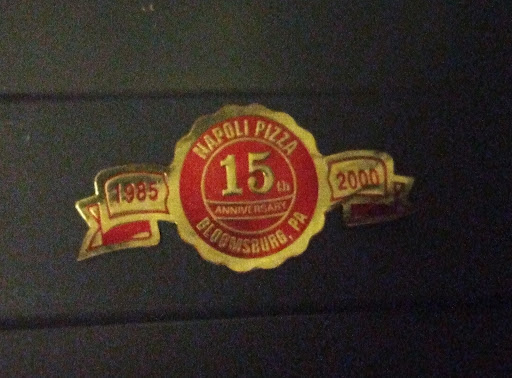 NAPOLI PIZZA
1985
15th
2000
ANNIVERSARY
BLOOMSBURG, PA